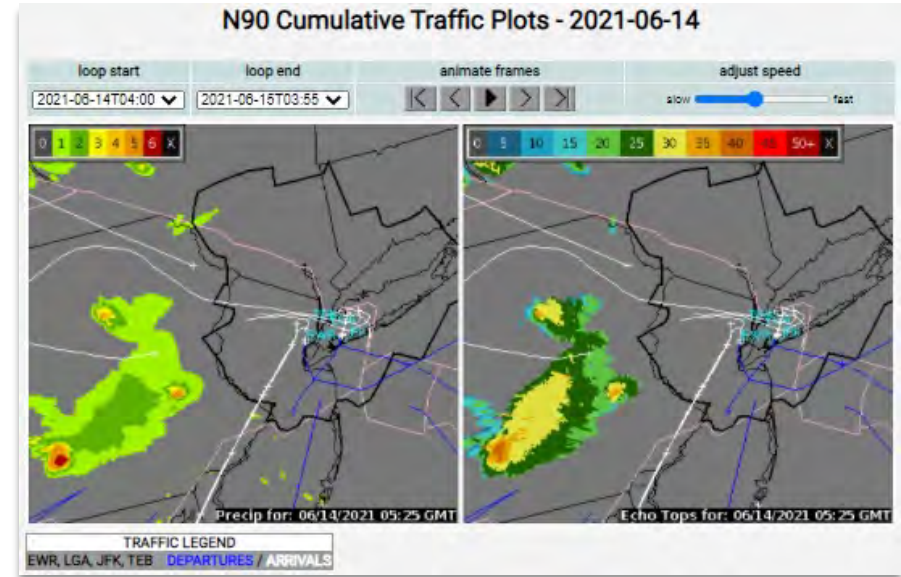 N90 Cumulative Traffic Plots - 2021-06-14
loop start loop end animate frames adjust speed
2021-06-14T04:00 2021-06-15T03:55 slow fast
0 1 2 3 4 5 6 X
0 5 10 15 20 25 30 35 40 45 50+ X
Precip for: 06/14/2021 05:25 GMT
Echo Tops for: 06/14/2021 05:25 GMT
TRAFFIC LEGEND
EWR, LGA, JFK, TEB DEPARTURES / ARRIVALS